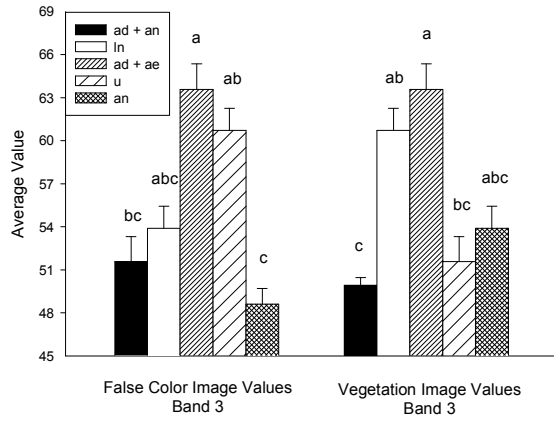 69
66
63
60
57
54
51
48
45
Average Value
ad + an
ln
ad + ae
u
an
bc
abc
a
ab
c
c
ab
a
bc
abc
False Color Image Values
Band 3
Vegetation Image Values
Band 3